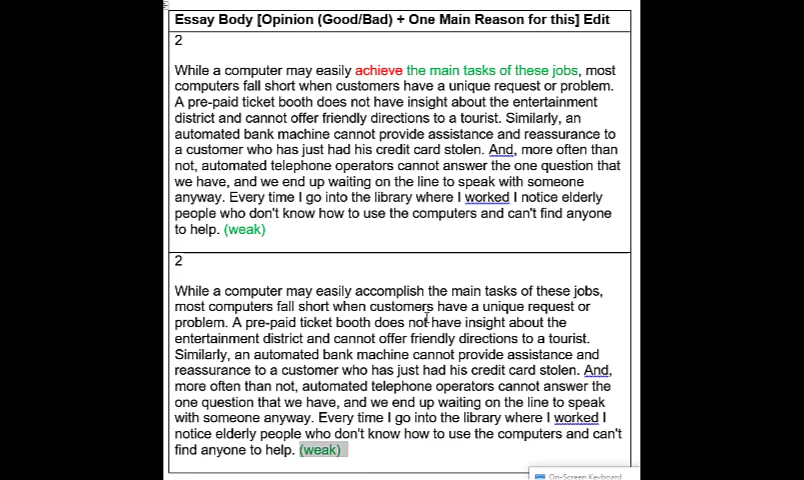 Essay Body [Opinion (Good/Bad) + One Main Reason for this] Edit
2
While a computer may easily achieve the main tasks of these jobs, most
computers fall short when customers have a unique request or problem.
A pre-paid ticket booth does not have insight about the entertainment
district and cannot offer friendly directions to a tourist. Similarly, an
automated bank machine cannot provide assistance and reassurance to
a customer who has just had his credit card stolen. And, more often than
not, automated telephone operators cannot answer the one question that
we have, and we end up waiting on the line to speak with someone
anyway. Every time I go into the library where I worked I notice elderly
people who don't know how to use the computers and can't find anyone
to help. (weak)
2
While a computer may easily accomplish the main tasks of these jobs,
most computers fall short when customers have a unique request or
problem. A pre-paid ticket booth does not have insight about the
entertainment district and cannot offer friendly directions to a tourist.
Similarly, an automated bank machine cannot provide assistance and
reassurance to a customer who has just had his credit card stolen. And,
more often than not, automated telephone operators cannot answer the
one question that we have, and we end up waiting on the line to speak
with someone anyway. Every time I go into the library where I worked I
notice elderly people who don't know how to use the computers and can't
find anyone to help. (weak)
On-Screen Keyboard